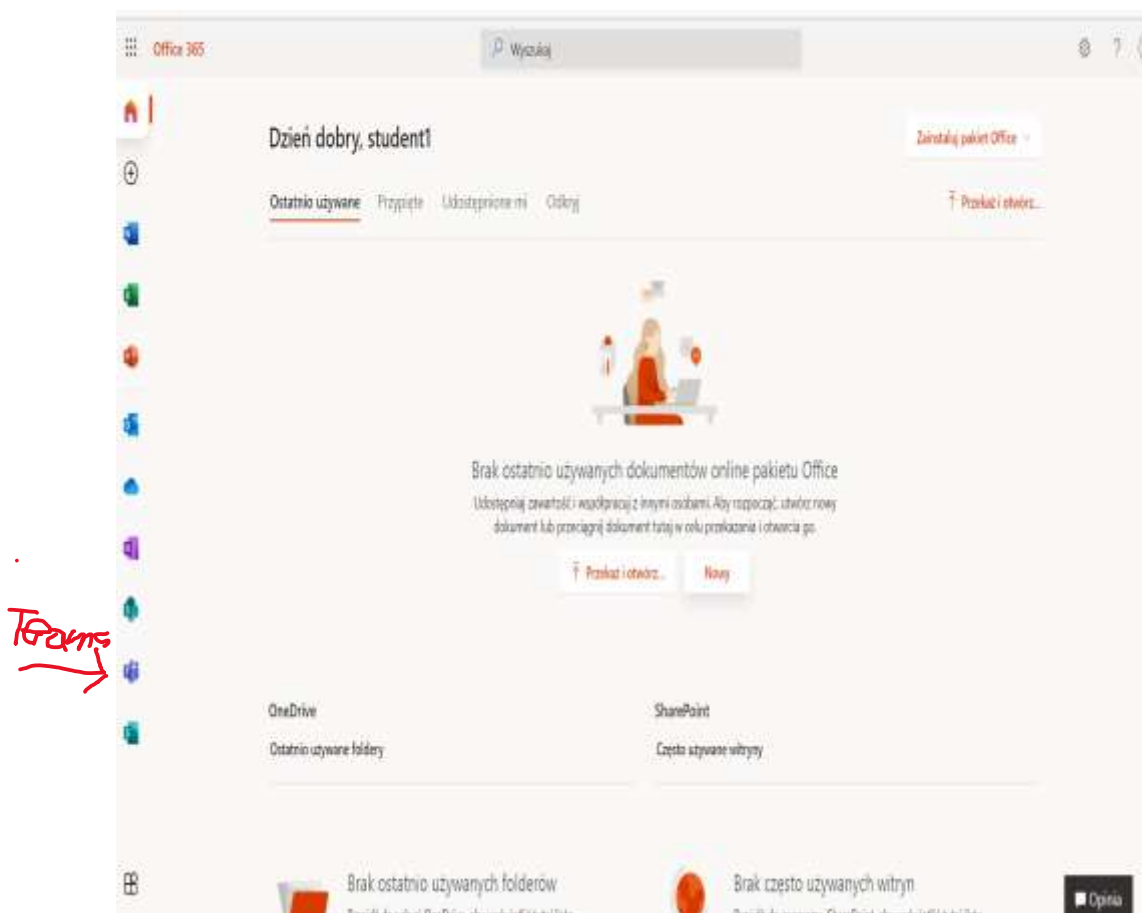 Office 365
Wyszukaj
?
Dzień dobry, student1
Zainstaluj pakiet Office
Ostatnio używane Przypięte Udostępnione mi Odkryj
Przekaż i otwórz...
Brak ostatnio używanych dokumentów online pakietu Office
Udostępniaj zawartość i współpracuj z innymi osobami. Aby rozpocząć, utwórz nowy
dokument lub przeciągnij dokument tutaj w celu przekazania i otwarcia go.
Przekaż i otwórz... Nowy
Teams
OneDrive SharePoint
Ostatnio używane foldery Często używane witryny
Brak ostatnio używanych folderów Brak często używanych witryn
Opinia